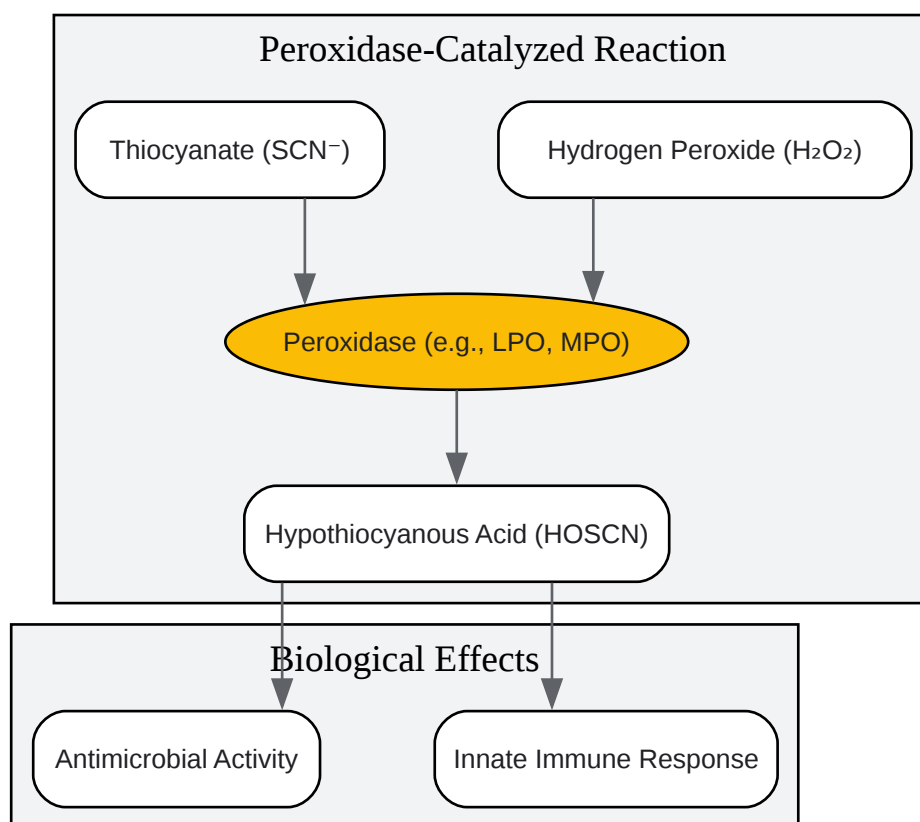 Peroxidase-Catalyzed Reaction
Thiocyanate (SCN⁻)
Hydrogen Peroxide (H₂O₂)
Peroxidase (e.g., LPO, MPO)
Hypothiocyanous Acid (HOSCN)
Biological Effects
Antimicrobial Activity
Innate Immune Response